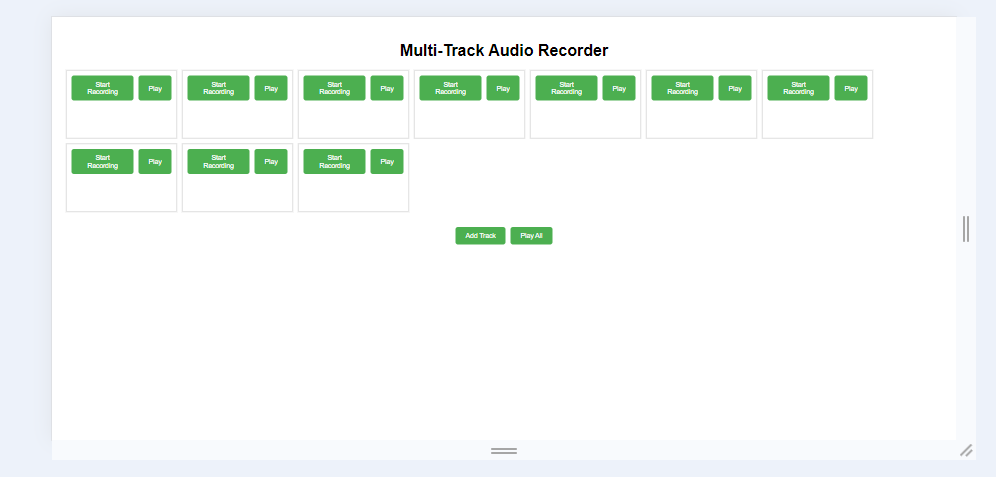 Multi-Track Audio Recorder
Start Recording Play Start Recording Play Start Recording Play Start Recording Play Start Recording Play Start Recording Play Start Recording Play
Start Recording Play Start Recording Play Start Recording Play
Add Track Play All